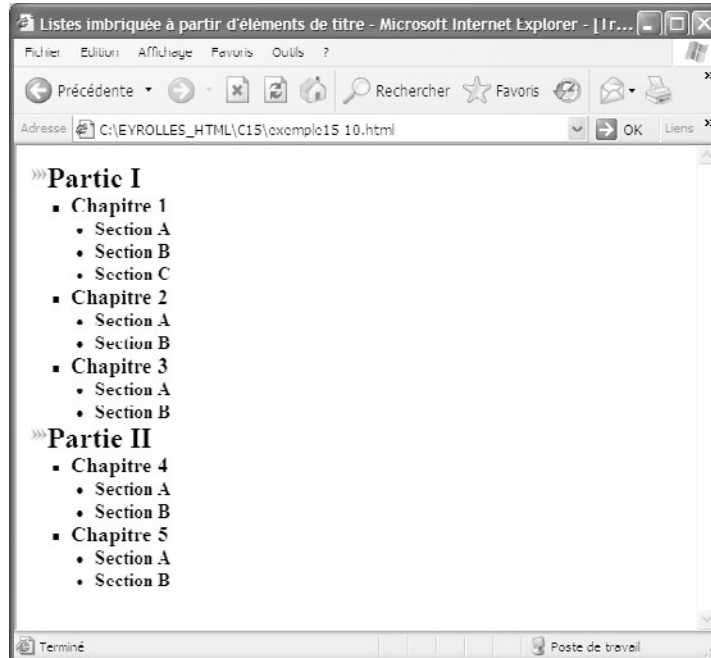 Listes imbriquée à partir d'éléments de titre - Microsoft Internet Explorer - [Tr...
Fichier Edition Affichage Favoris Outils ?
Précédente Rechercher Favoris »
Adresse C:\EYROLLES_HTML\C15\exemple15 10.html OK Liens »
»»Partie I
▪ Chapitre 1
• Section A
• Section B
• Section C
▪ Chapitre 2
• Section A
• Section B
▪ Chapitre 3
• Section A
• Section B
»»Partie II
▪ Chapitre 4
• Section A
• Section B
▪ Chapitre 5
• Section A
• Section B
Terminé Poste de travail